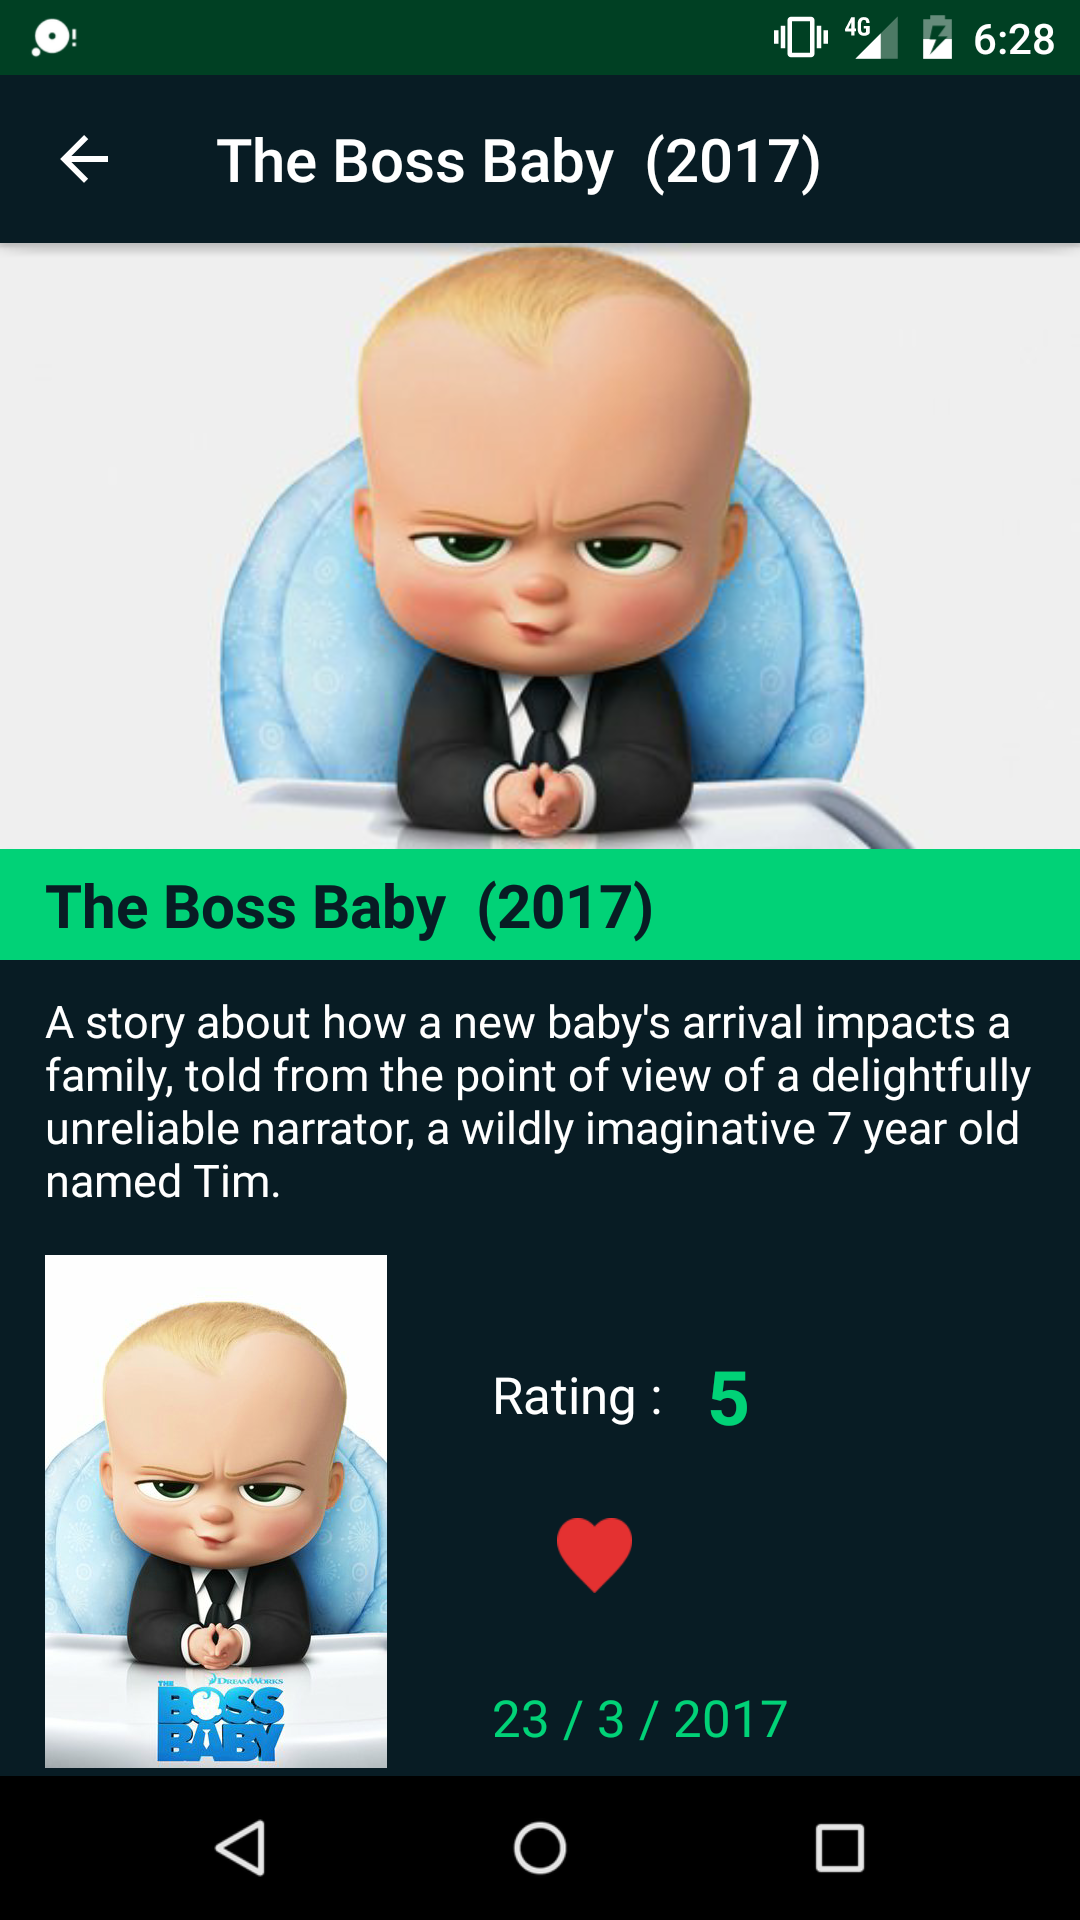 4G 6:28
The Boss Baby (2017)
The Boss Baby (2017)
A story about how a new baby's arrival impacts a
family, told from the point of view of a delightfully
unreliable narrator, a wildly imaginative 7 year old
named Tim.
Rating : 5
DREAMWORKS
THE
BOSS
BABY
23 / 3 / 2017